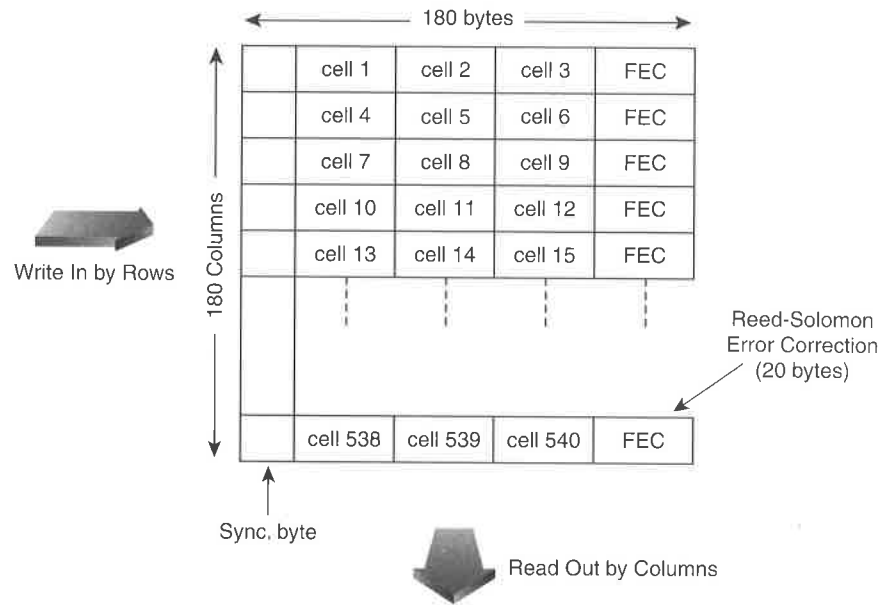 180 bytes
cell 1 cell 2 cell 3 FEC
cell 4 cell 5 cell 6 FEC
cell 7 cell 8 cell 9 FEC
cell 10 cell 11 cell 12 FEC
cell 13 cell 14 cell 15 FEC
180 Columns
Write In by Rows
Reed-Solomon
Error Correction
(20 bytes)
cell 538 cell 539 cell 540 FEC
Sync. byte
Read Out by Columns